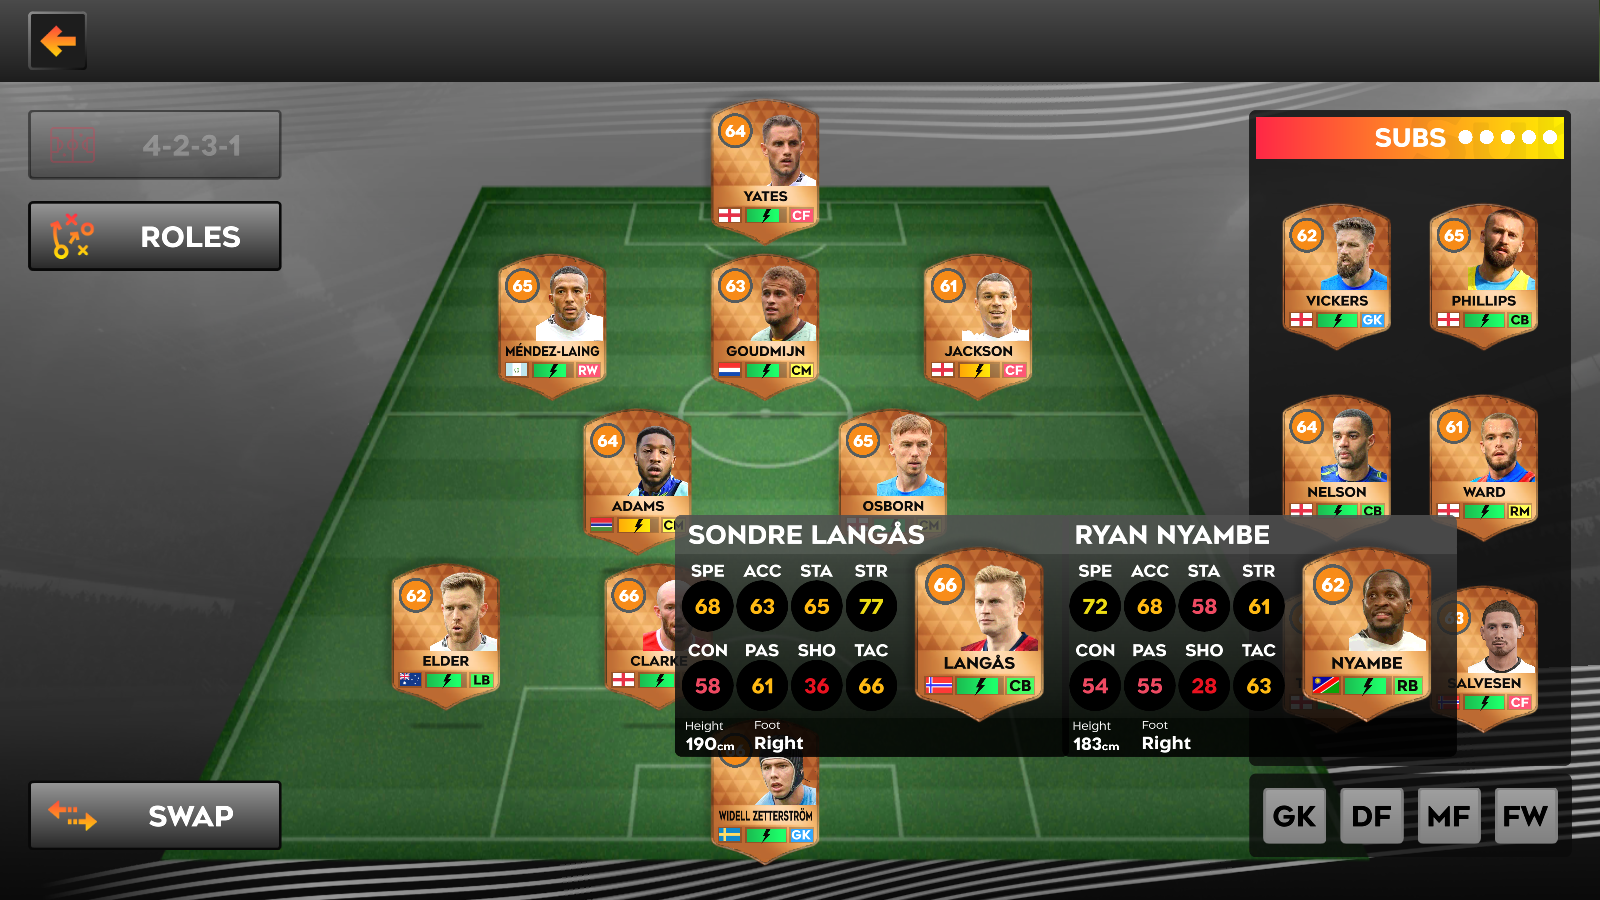 4-2-3-1
ROLES
SWAP
64
YATES
CF
65
MÉNDEZ-LAING
RW
63
GOUDMIJN
CM
61
JACKSON
CF
64
ADAMS
CM
65
OSBORN
CM
62
ELDER
LB
66
CLARKE
WIDELL ZETTERSTRÖM
GK
SONDRE LANGÅS
SPE ACC STA STR
68 63 65 77
CON PAS SHO TAC
58 61 36 66
Height Foot
190cm Right
66
LANGÅS
CB
RYAN NYAMBE
SPE ACC STA STR
72 68 58 61
CON PAS SHO TAC
54 55 28 63
Height Foot
183cm Right
62
NYAMBE
RB
SUBS
62
VICKERS
GK
65
PHILLIPS
CB
64
NELSON
CB
61
WARD
RM
SALVESEN
CF
GK DF MF FW